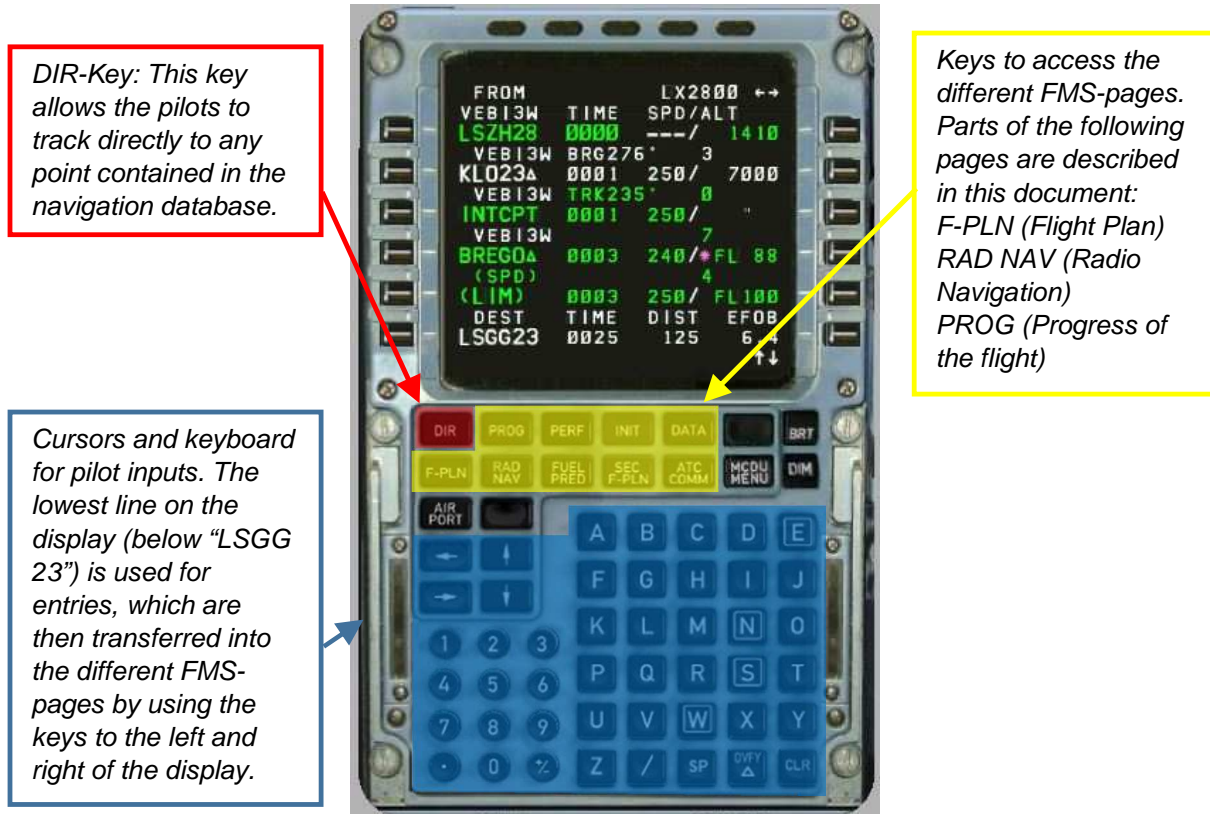 DIR-Key: This key
allows the pilots to
track directly to any
point contained in the
navigation database.
Cursors and keyboard
for pilot inputs. The
lowest line on the
display (below “LSGG
23”) is used for
entries, which are
then transferred into
the different FMS-
pages by using the
keys to the left and
right of the display.
FROM LX2800 ←→
VEBI3W TIME SPD/ALT
LSZH28 0000 ---/ 1410
VEBI3W BRG276° 3
KLO23∆ 0001 250/ 7000
VEBI3W TRK235° 0
INTCPT 0001 250/ "
VEBI3W 7
BREGO∆ 0003 240/*FL 88
(SPD) 4
(LIM) 0003 250/ FL100
DEST TIME DIST EFOB
LSGG23 0025 125 6.4
↑↓
DIR PROG PERF INIT DATA BRT
F-PLN RAD NAV FUEL PRED SEC F-PLN ATC COMM MCDU MENU DIM
AIR PORT
← ↑
→ ↓
A B C D E
F G H I J
K L M N O
P Q R S T
U V W X Y
Z / SP OVFY ∆ CLR
1 2 3
4 5 6
7 8 9
. 0 +/-
Keys to access the
different FMS-pages.
Parts of the following
pages are described
in this document:
F-PLN (Flight Plan)
RAD NAV (Radio
Navigation)
PROG (Progress of
the flight)